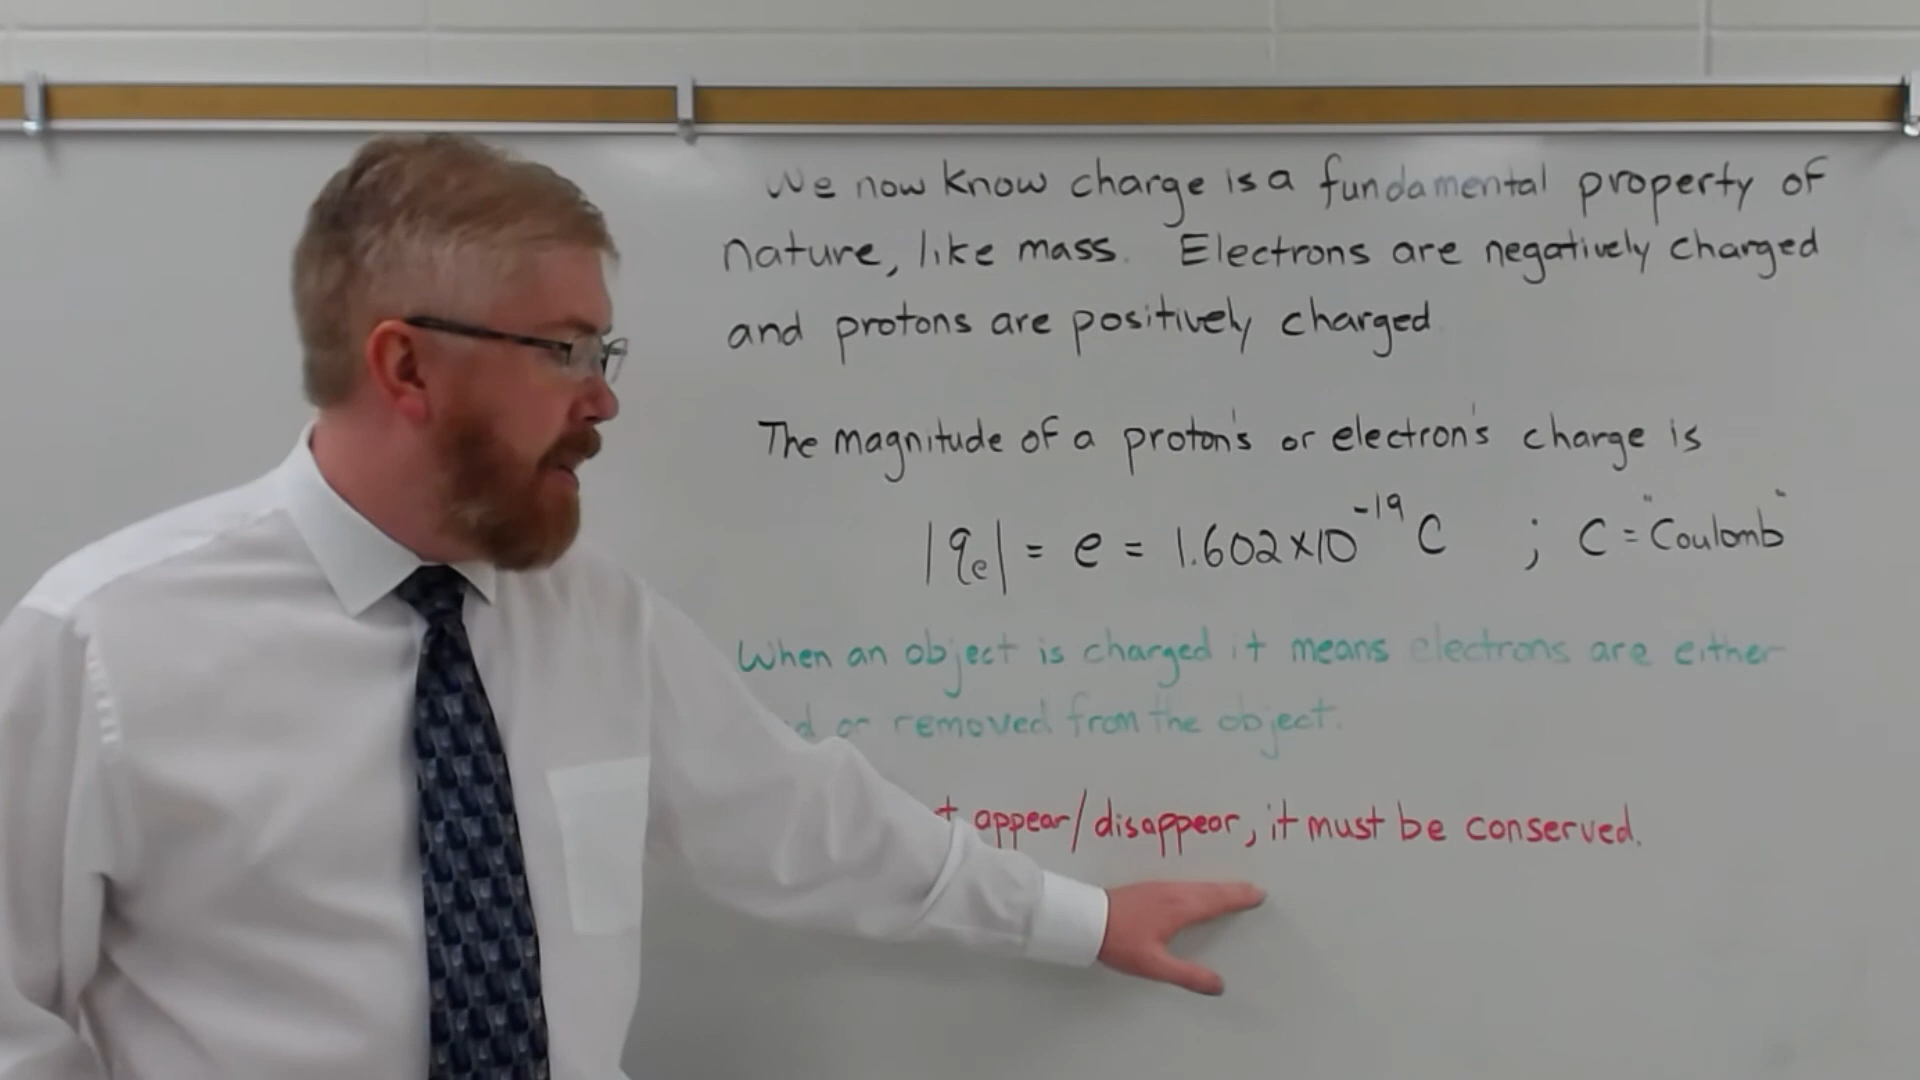 We now know charge is a fundamental property of
nature, like mass. Electrons are negatively charged
and protons are positively charged
The magnitude of a proton's or electron's charge is
|qe| = e = 1.602×10⁻¹⁹ C ; C = "Coulomb"
When an object is charged it means electrons are either
or removed from the object.
appear/disappear, it must be conserved.